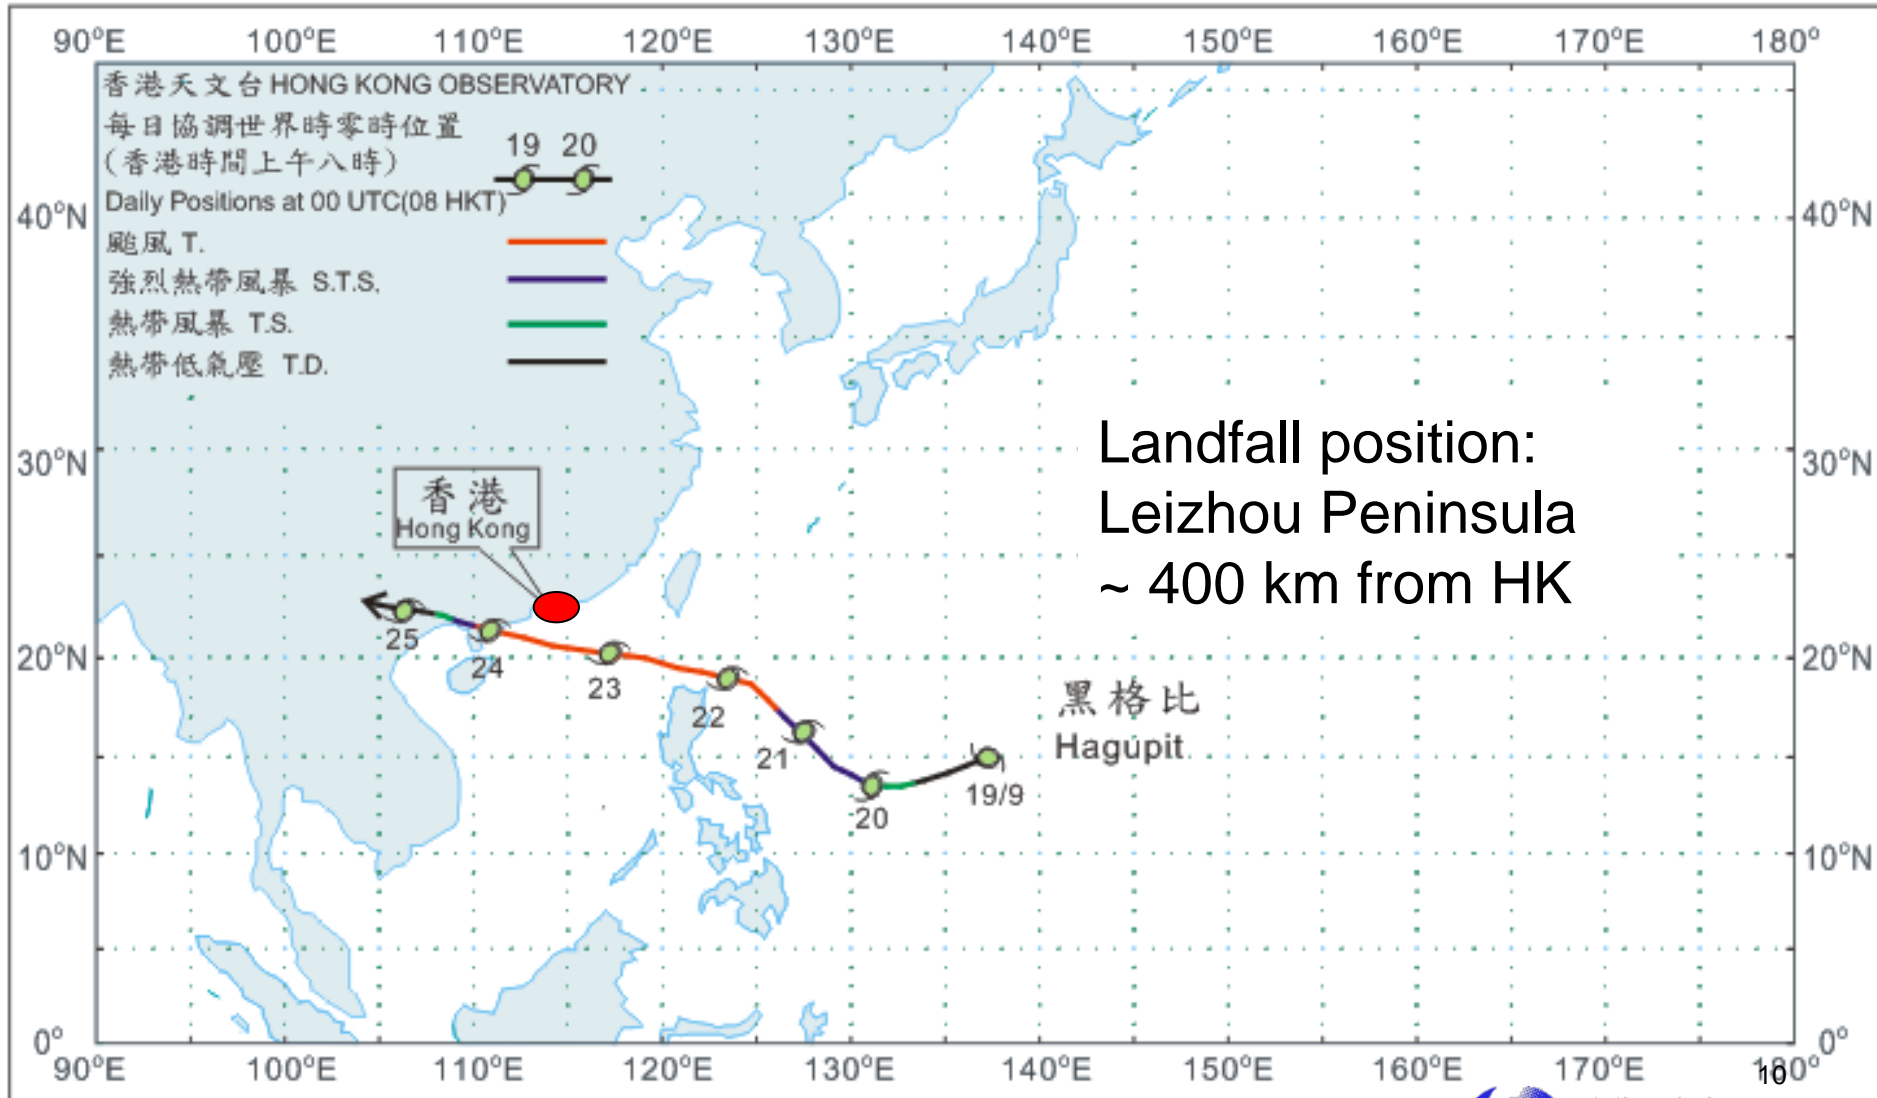 90°E 100°E 110°E 120°E 130°E 140°E 150°E 160°E 170°E 180°
香港天文台 HONG KONG OBSERVATORY
每日協調世界時零時位置
(香港時間上午八時)
19 20
Daily Positions at 00 UTC(08 HKT)
颱風 T.
強烈熱帶風暴 S.T.S.
熱帶風暴 T.S.
熱帶低氣壓 T.D.
40°N 40°N
30°N 30°N
Landfall position:
Leizhou Peninsula
~ 400 km from HK
香港
Hong Kong
20°N 20°N
25
24
23
22
21
20
19/9
黑格比
Hagupit
10°N 10°N
0° 0°
90°E 100°E 110°E 120°E 130°E 140°E 150°E 160°E 170°E
10